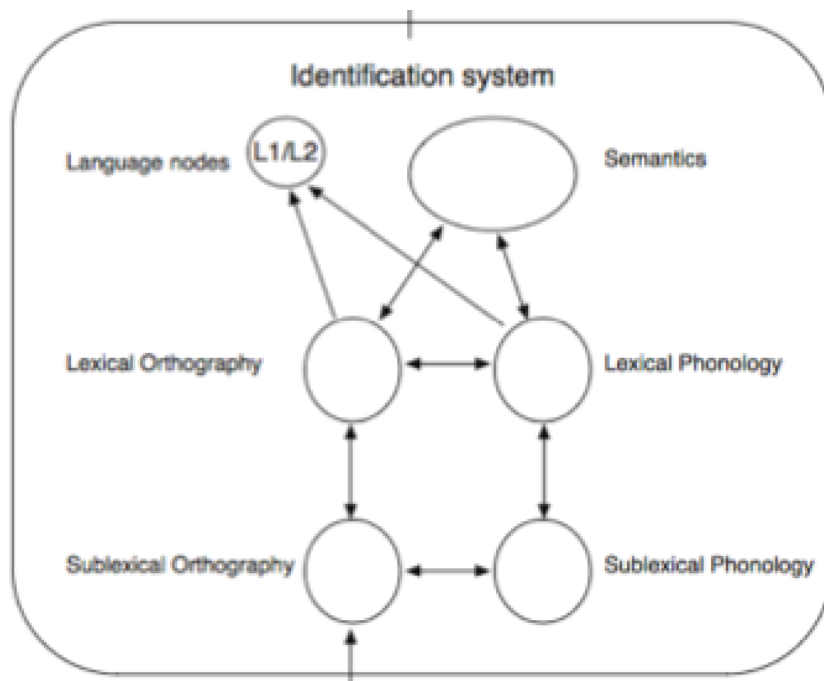 Identification system
Language nodes
L1/L2
Semantics
Lexical Orthography
Lexical Phonology
Sublexical Orthography
Sublexical Phonology